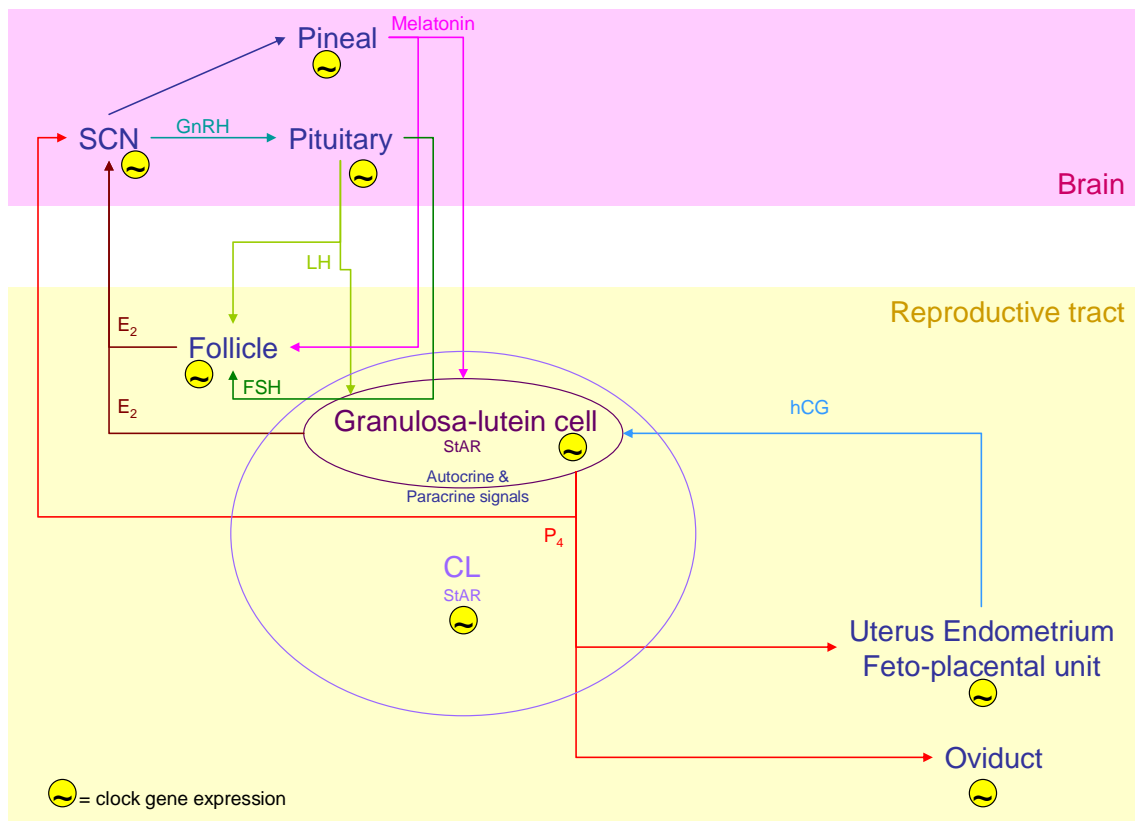 Melatonin
Pineal
~
SCN
GnRH
Pituitary
~
~
Brain
LH
Reproductive tract
E2
Follicle
~
FSH
E2
hCG
Granulosa-lutein cell
StAR
~
Autocrine &
Paracrine signals
P4
CL
StAR
~
Uterus Endometrium
Feto-placental unit
~
Oviduct
~
~ = clock gene expression